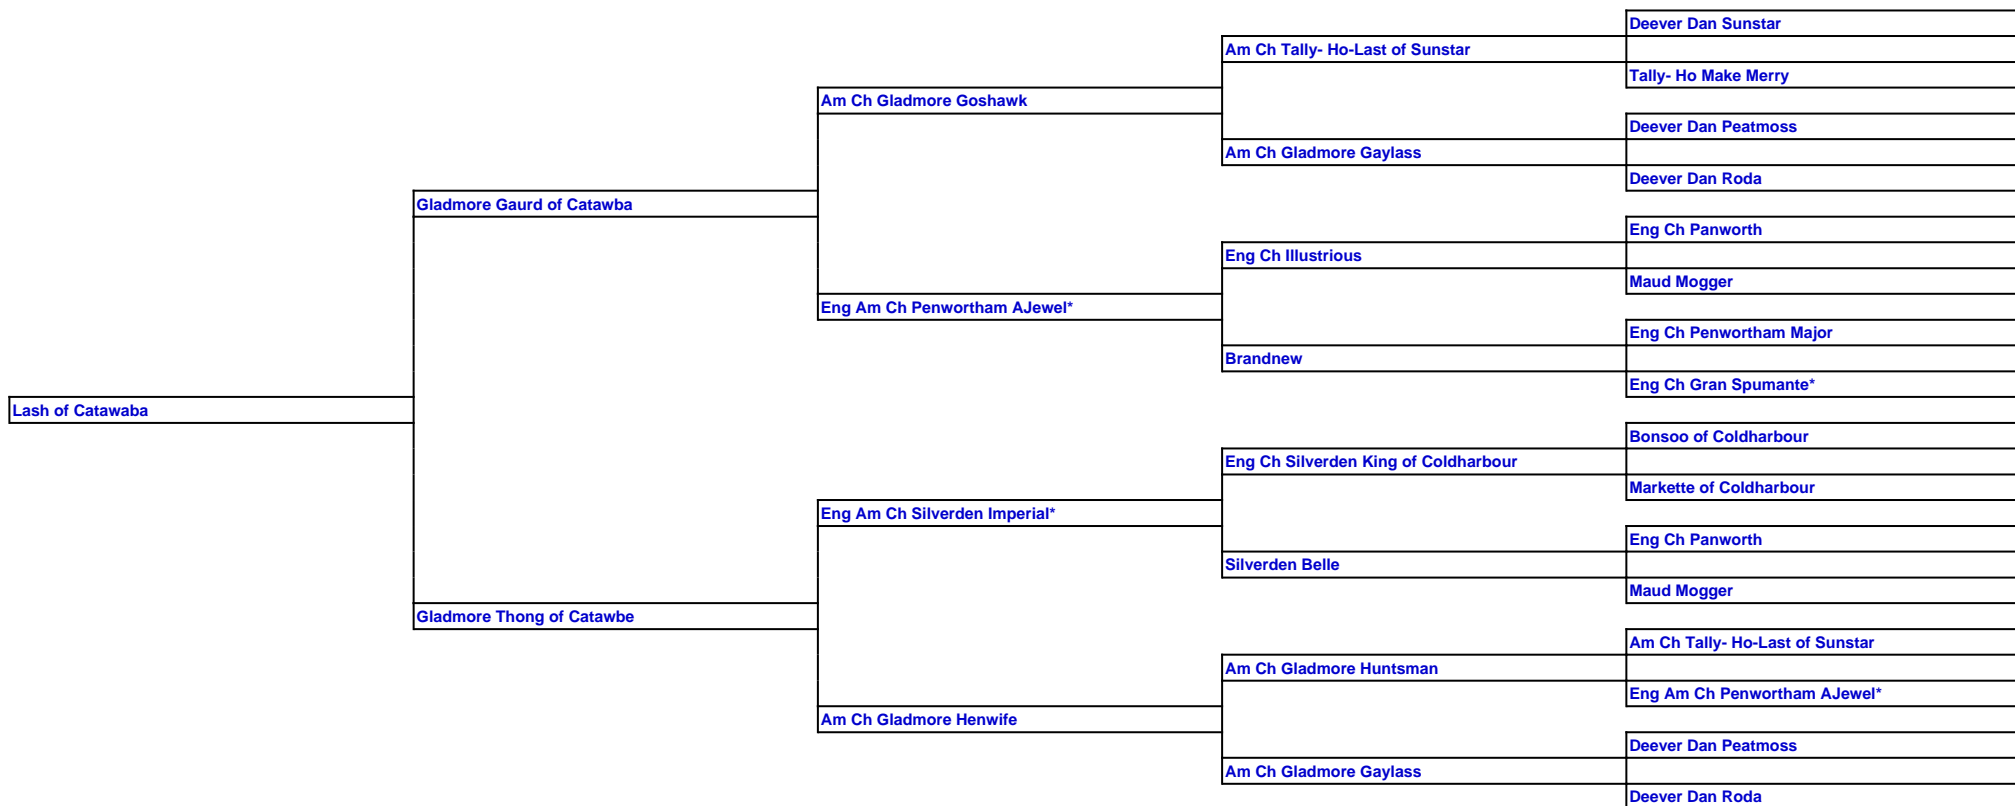 Deever Dan Sunstar
Am Ch Tally- Ho-Last of Sunstar
Tally- Ho Make Merry
Am Ch Gladmore Goshawk
Deever Dan Peatmoss
Am Ch Gladmore Gaylass
Deever Dan Roda
Gladmore Gaurd of Catawba
Eng Ch Panworth
Eng Ch Illustrious
Maud Mogger
Eng Am Ch Penwortham AJewel*
Eng Ch Penwortham Major
Brandnew
Eng Ch Gran Spumante*
Lash of Catawaba
Bonsoo of Coldharbour
Eng Ch Silverden King of Coldharbour
Markette of Coldharbour
Eng Am Ch Silverden Imperial*
Eng Ch Panworth
Silverden Belle
Maud Mogger
Gladmore Thong of Catawbe
Am Ch Tally- Ho-Last of Sunstar
Am Ch Gladmore Huntsman
Eng Am Ch Penwortham AJewel*
Am Ch Gladmore Henwife
Deever Dan Peatmoss
Am Ch Gladmore Gaylass
Deever Dan Roda